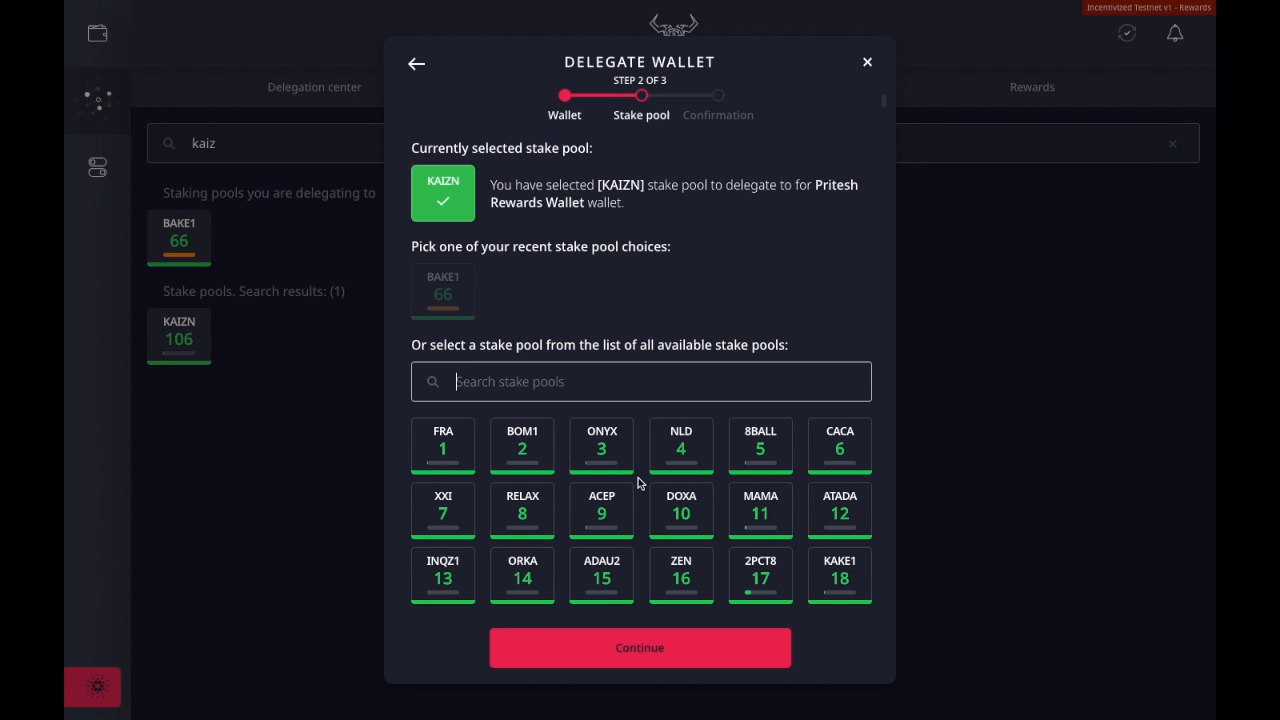 Incentivized Testnet v1 - Rewards
DELEGATE WALLET
STEP 2 OF 3
Wallet
Stake pool
Confirmation
Delegation center
Rewards
kaiz
Staking pools you are delegating to
BAKE1
66
Stake pools. Search results: (1)
KAIZN
106
Currently selected stake pool:
KAIZN
You have selected [KAIZN] stake pool to delegate to for Pritesh
Rewards Wallet wallet.
Pick one of your recent stake pool choices:
BAKE1
66
Or select a stake pool from the list of all available stake pools:
Search stake pools
FRA BOM1 ONYX NLD 8BALL CACA
1 2 3 4 5 6
XXI RELAX ACEP DOXA MAMA ATADA
7 8 9 10 11 12
INQZ1 ORKA ADAU2 ZEN 2PCT8 KAKE1
13 14 15 16 17 18
Continue